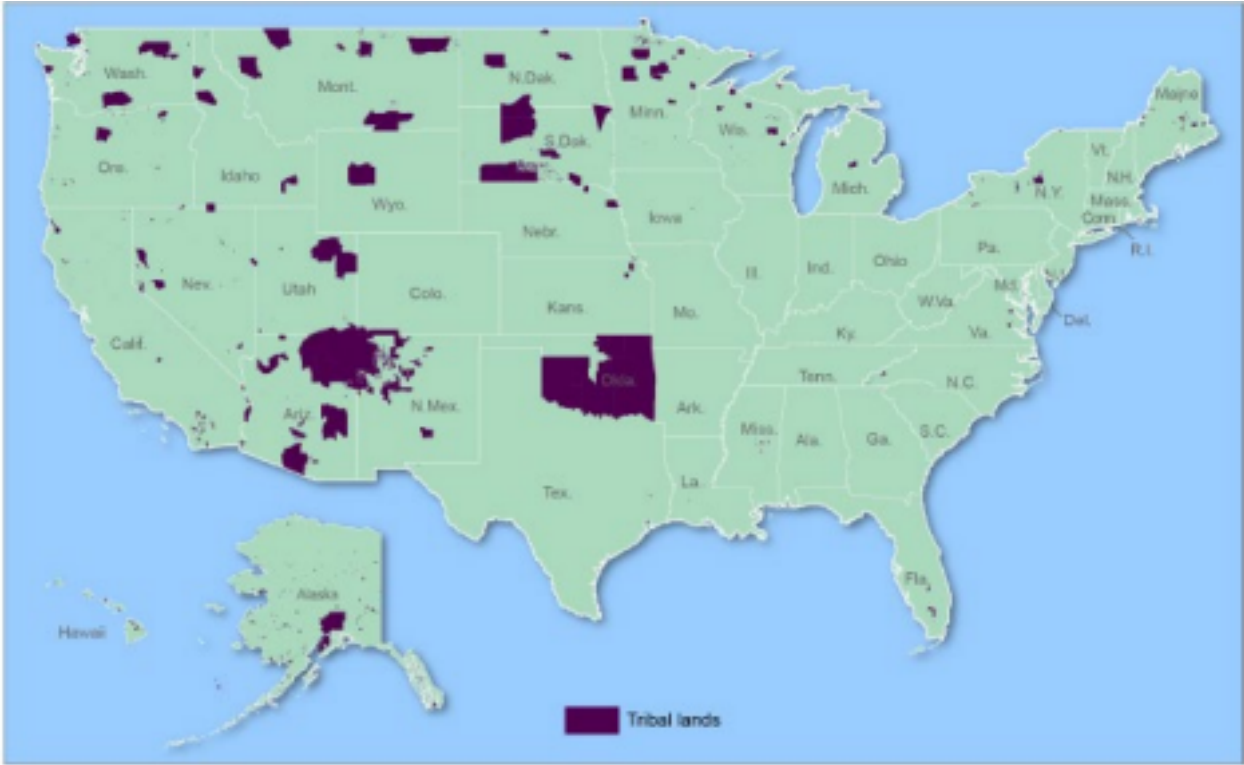 Wash.
Mont.
N.Dak.
Minn.
Maine
Ore.
Idaho
S.Dak.
Wis.
Mich.
Vt.
N.H.
N.Y.
Mass.
Conn.
R.I.
Wyo.
Nebr.
Iowa
Pa.
Nev.
Utah
Colo.
Kans.
Ill.
Ind.
Ohio
N.J.
Md.
Del.
W.Va.
Va.
Calif.
Mo.
Ky.
Ariz.
N.Mex.
Okla.
Ark.
Tenn.
N.C.
S.C.
Miss.
Ala.
Ga.
Tex.
La.
Fla.
Alaska
Hawaii
Tribal lands